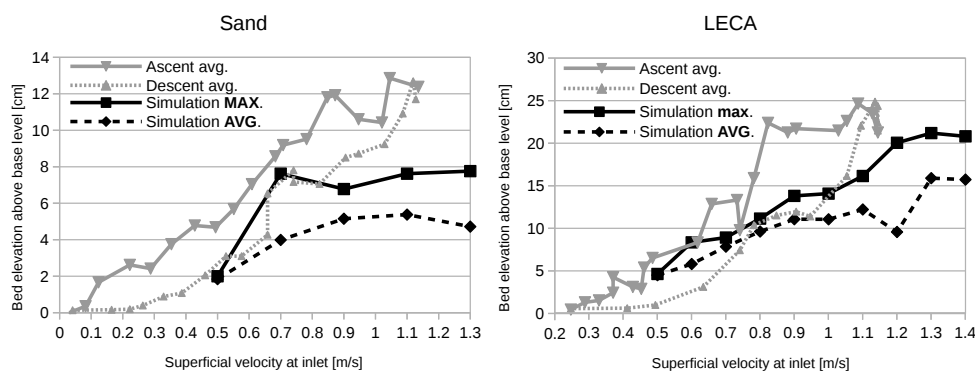 Sand
Bed elevation above base level [cm]
14
12
10
8
6
4
2
0
Ascent avg.
Descent avg.
Simulation MAX.
Simulation AVG.
0 0.1 0.2 0.3 0.4 0.5 0.6 0.7 0.8 0.9 1 1.1 1.2 1.3
Superficial velocity at inlet [m/s]
LECA
Bed elevation above base level [cm]
30
25
20
15
10
5
0
Ascent avg.
Descent avg.
Simulation max.
Simulation AVG.
0.2 0.3 0.4 0.5 0.6 0.7 0.8 0.9 1 1.1 1.2 1.3 1.4
Superficial velocity at inlet [m/s]